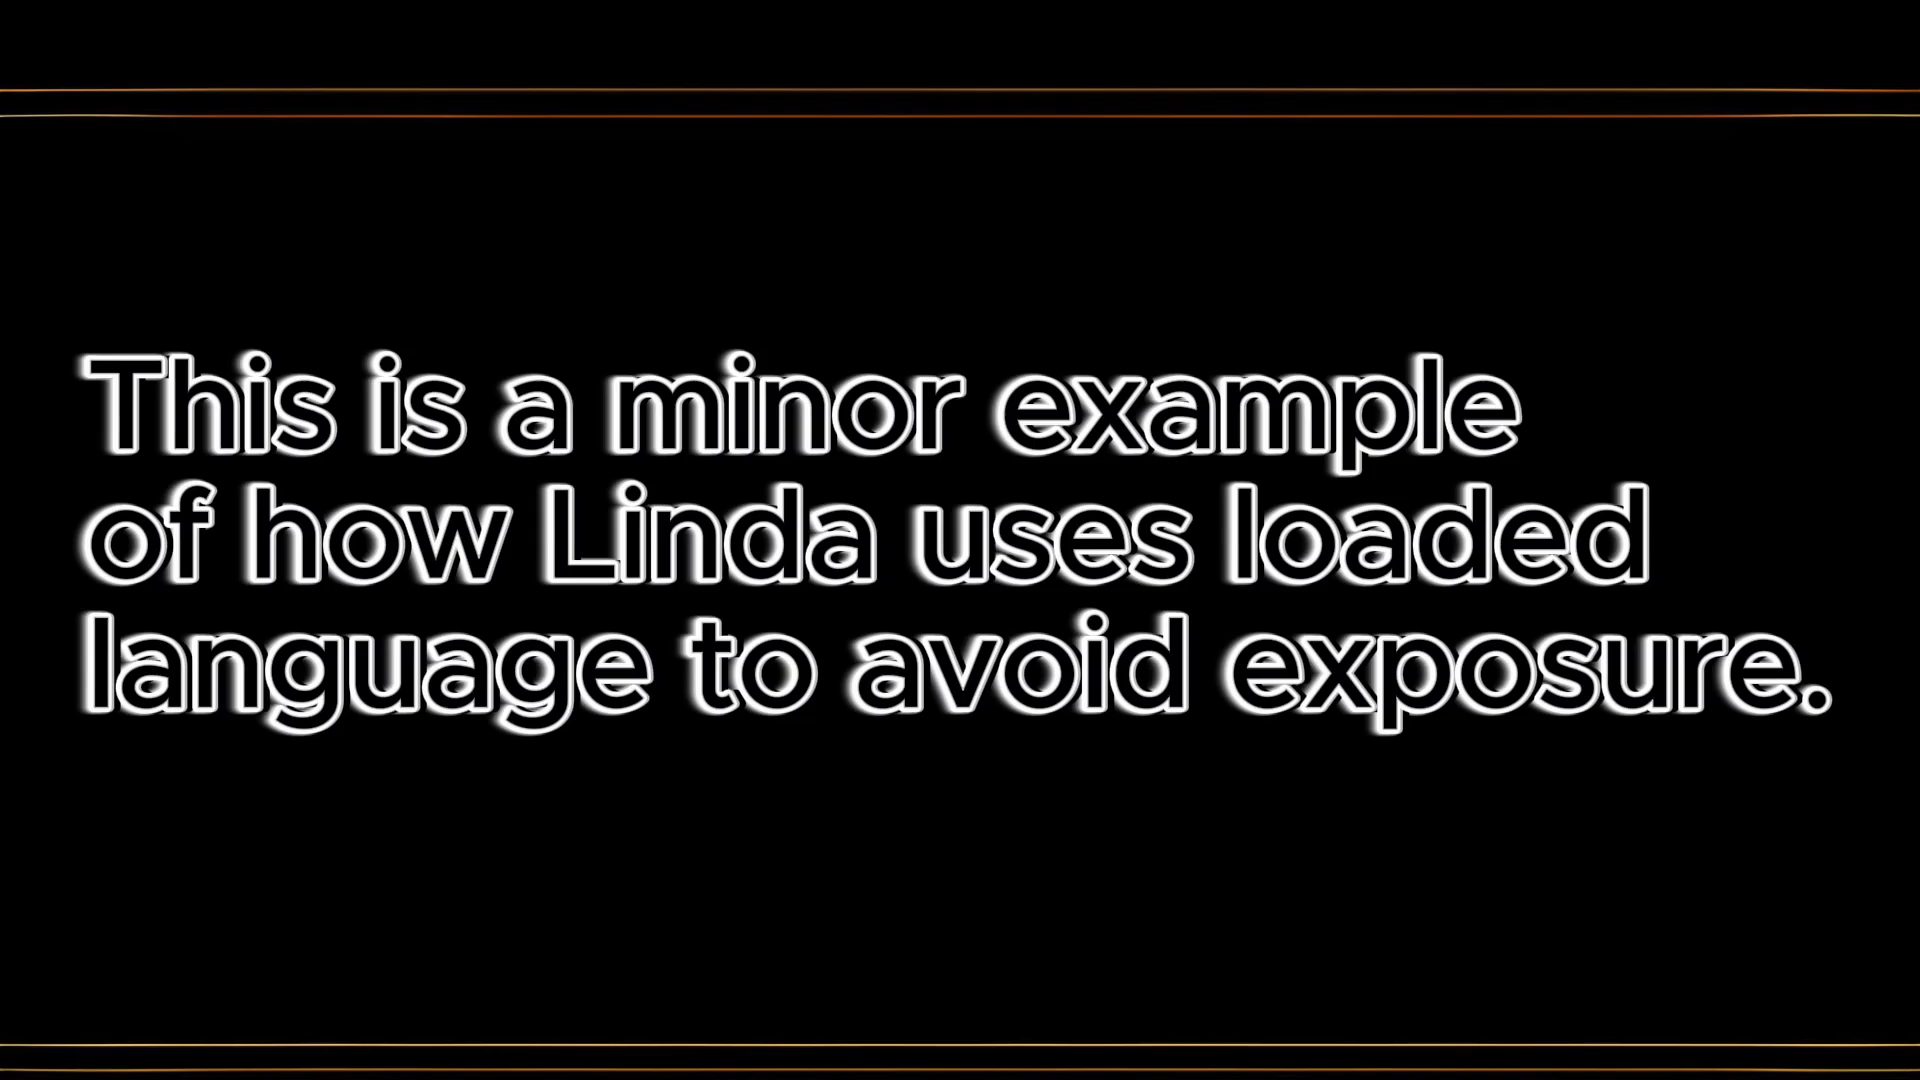 This is a minor example
of how Linda uses loaded
language to avoid exposure.